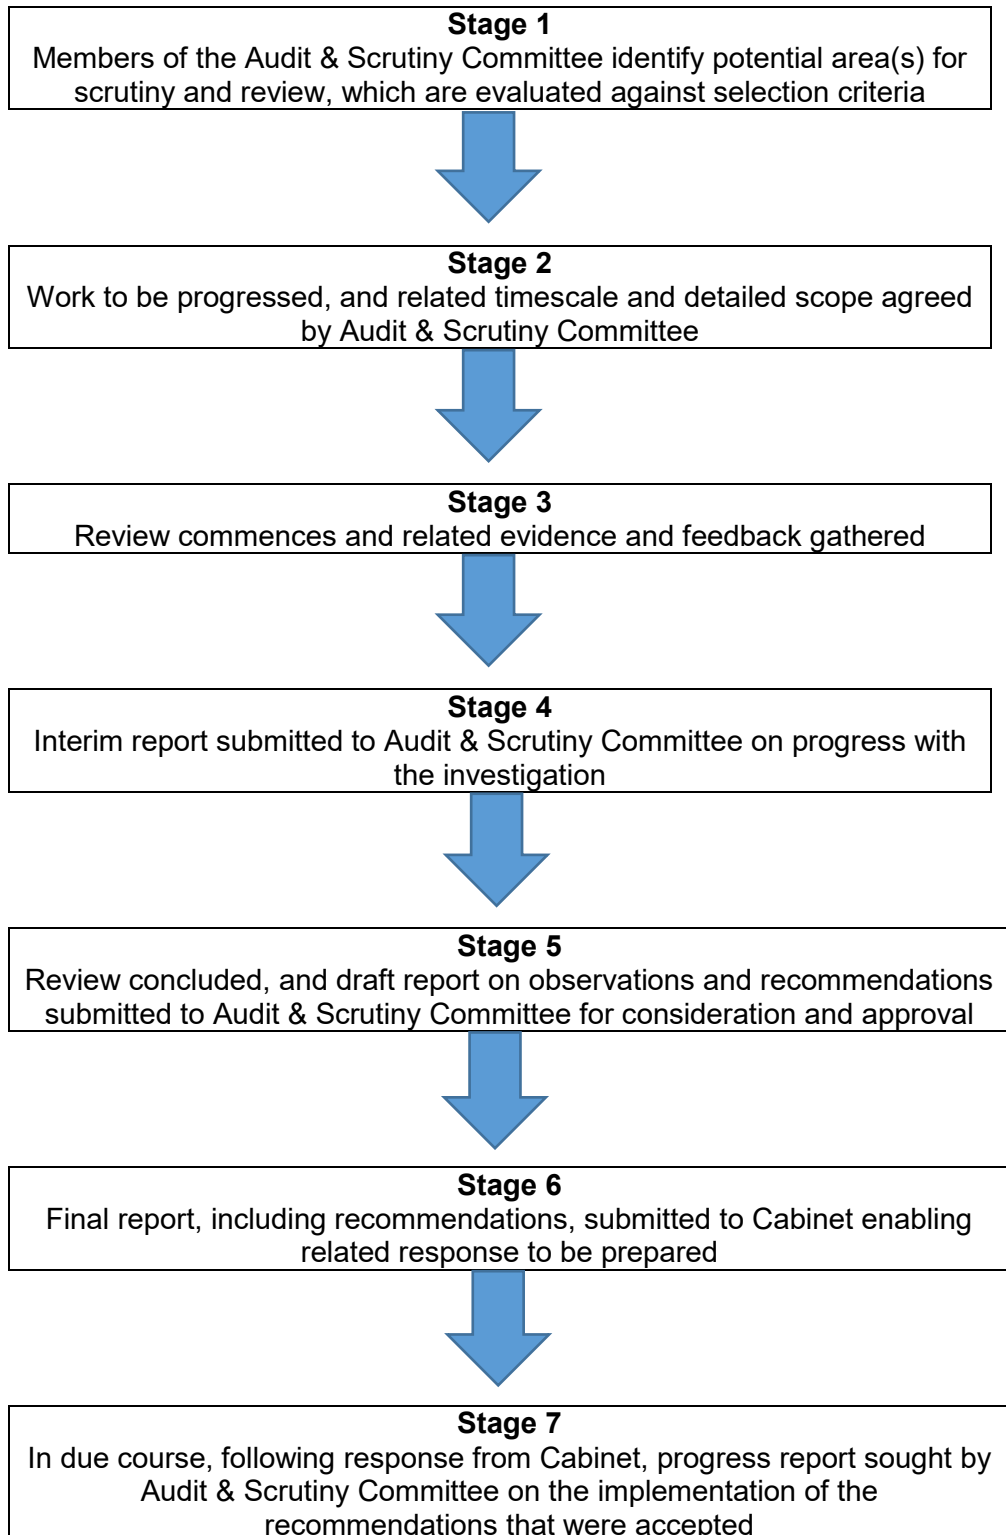 Stage 1
Members of the Audit & Scrutiny Committee identify potential area(s) for
scrutiny and review, which are evaluated against selection criteria
Stage 2
Work to be progressed, and related timescale and detailed scope agreed
by Audit & Scrutiny Committee
Stage 3
Review commences and related evidence and feedback gathered
Stage 4
Interim report submitted to Audit & Scrutiny Committee on progress with
the investigation
Stage 5
Review concluded, and draft report on observations and recommendations
submitted to Audit & Scrutiny Committee for consideration and approval
Stage 6
Final report, including recommendations, submitted to Cabinet enabling
related response to be prepared
Stage 7
In due course, following response from Cabinet, progress report sought by
Audit & Scrutiny Committee on the implementation of the
recommendations that were accepted